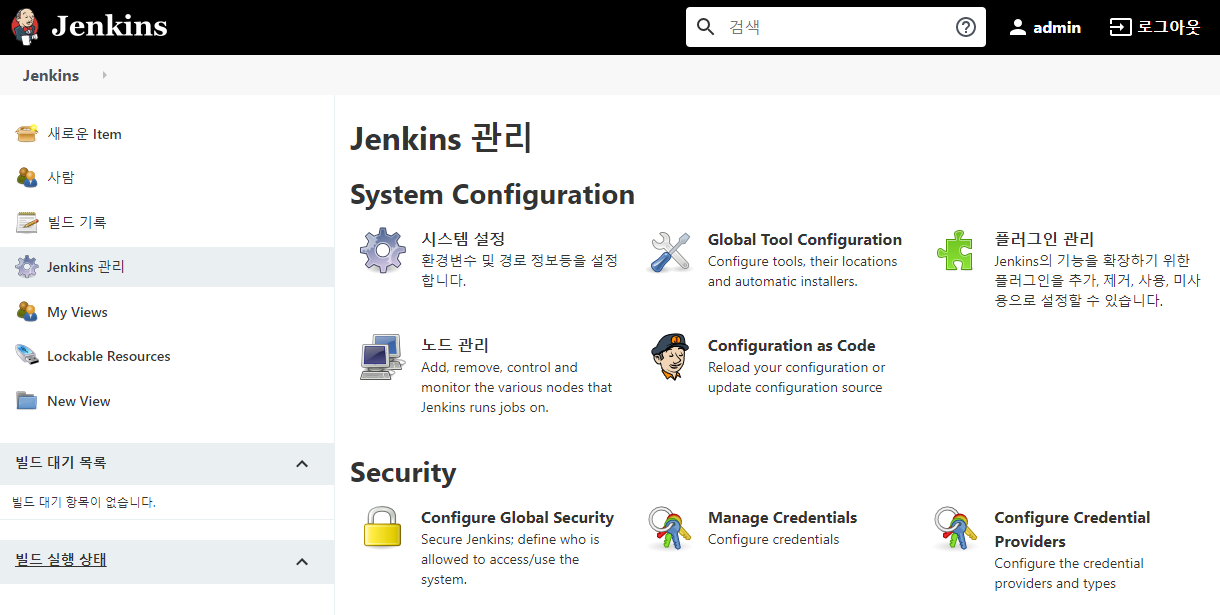 Jenkins
검색
admin
로그아웃
Jenkins
새로운 Item
사람
빌드 기록
Jenkins 관리
My Views
Lockable Resources
New View
빌드 대기 목록
빌드 대기 항목이 없습니다.
빌드 실행 상태
Jenkins 관리
System Configuration
시스템 설정
환경변수 및 경로 정보등을 설정
합니다.
Global Tool Configuration
Configure tools, their locations
and automatic installers.
플러그인 관리
Jenkins의 기능을 확장하기 위한
플러그인을 추가, 제거, 사용, 미사
용으로 설정할 수 있습니다.
노드 관리
Add, remove, control and
monitor the various nodes that
Jenkins runs jobs on.
Configuration as Code
Reload your configuration or
update configuration source
Security
Configure Global Security
Secure Jenkins; define who is
allowed to access/use the
system.
Manage Credentials
Configure credentials
Configure Credential
Providers
Configure the credential
providers and types